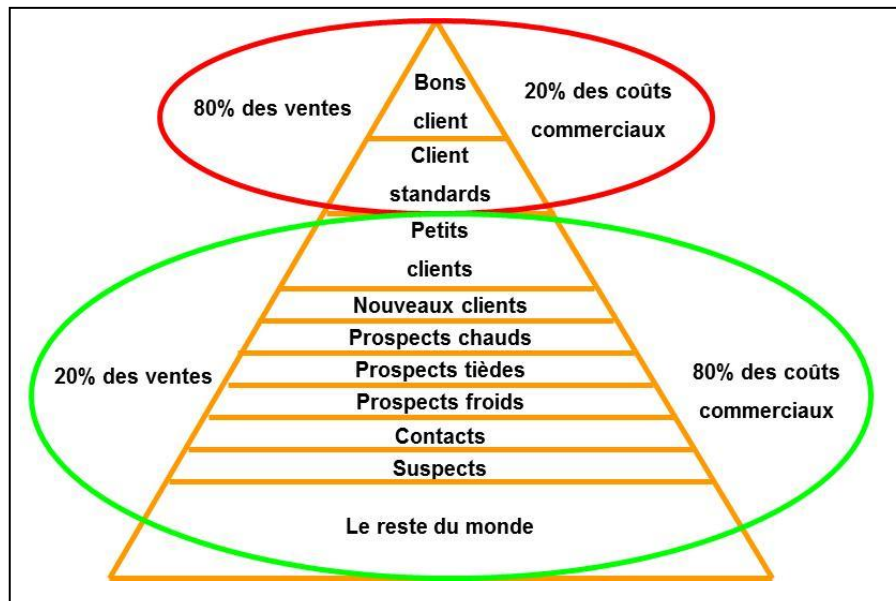 Bons
client
80% des ventes
20% des coûts
commerciaux
Client
standards
Petits
clients
Nouveaux clients
Prospects chauds
Prospects tièdes
Prospects froids
20% des ventes
80% des coûts
commerciaux
Contacts
Suspects
Le reste du monde